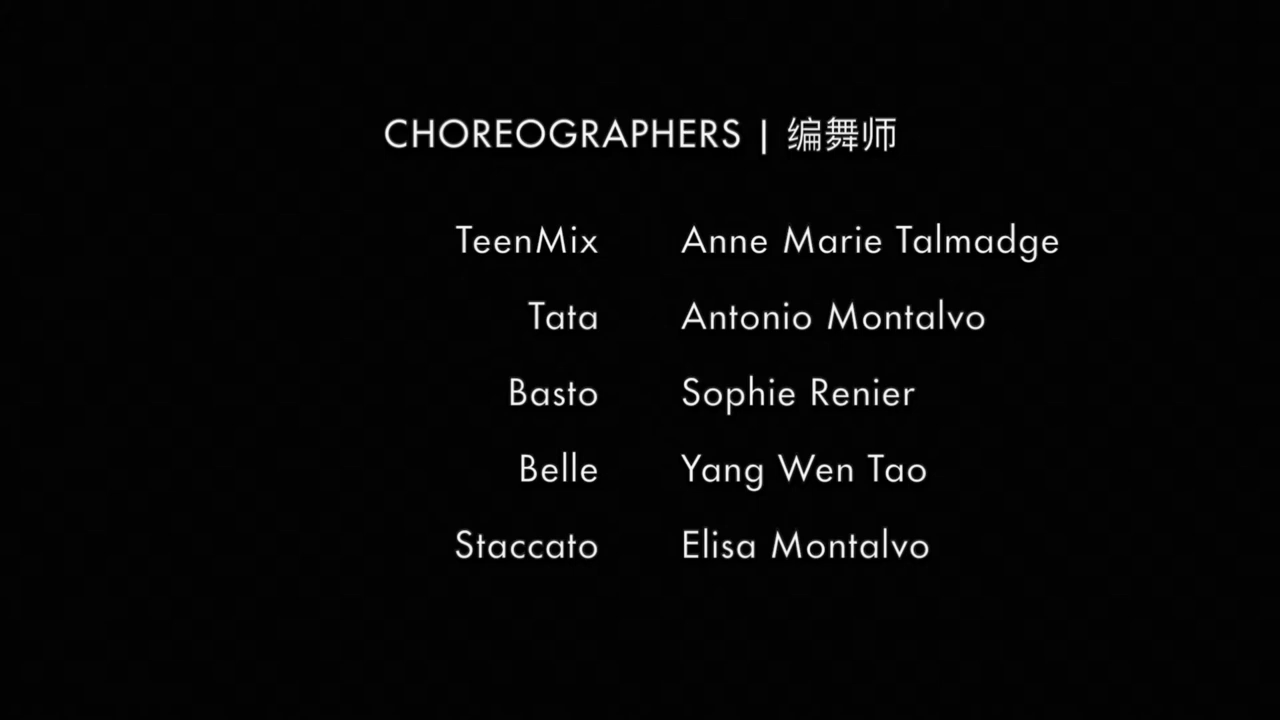 CHOREOGRAPHERS | 编舞师
TeenMix Anne Marie Talmadge
Tata Antonio Montalvo
Basto Sophie Renier
Belle Yang Wen Tao
Staccato Elisa Montalvo